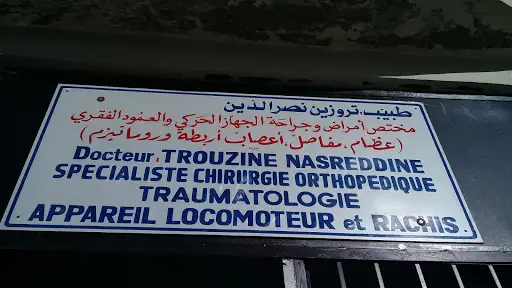 طبيب تروزين نصر الدين
مختص أمراض وجراحة الجهاز الحركي والعمود الفقري
(عظام، مفاصل، أعصاب أربطة وروماتيزم)
Docteur TROUZINE NASREDDINE
SPECIALISTE CHIRURGIE ORTHOPEDIQUE
TRAUMATOLOGIE
APPAREIL LOCOMOTEUR et RACHIS